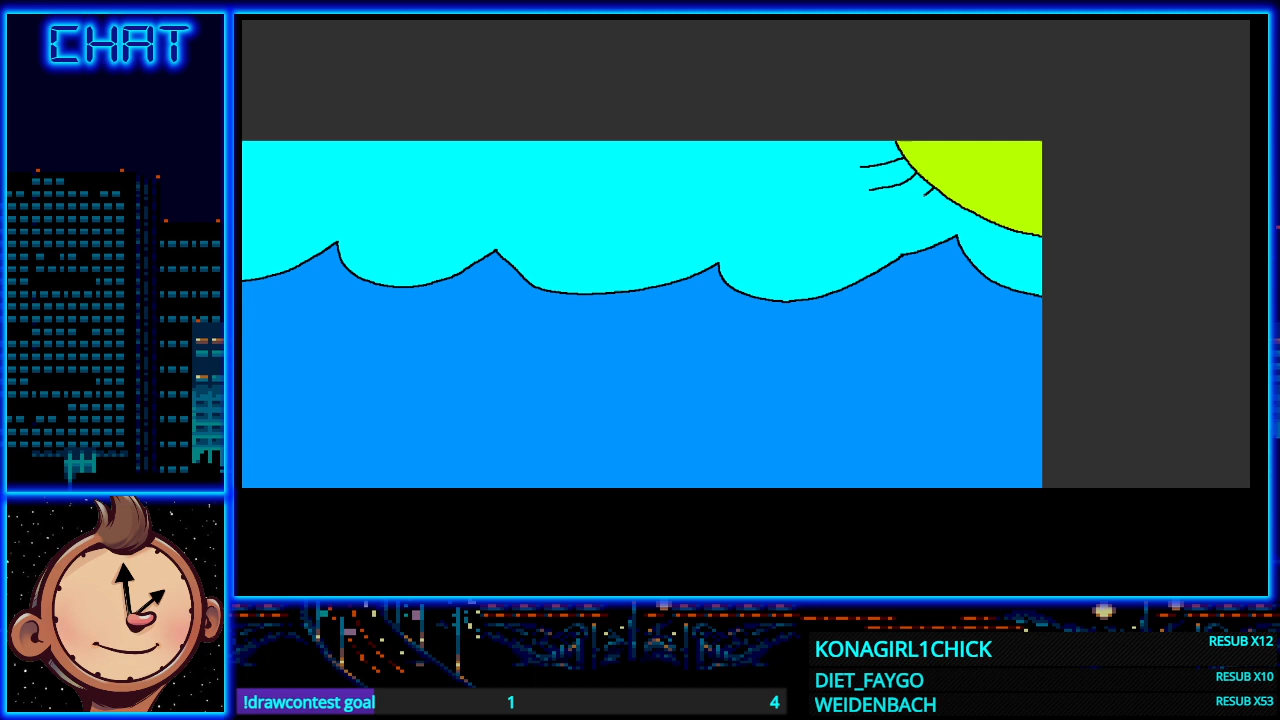 CHAT
KONAGIRL1CHICK RESUB X12
DIET_FAYGO RESUB X10
!drawcontest goal 1 4
WEIDENBACH RESUB X53